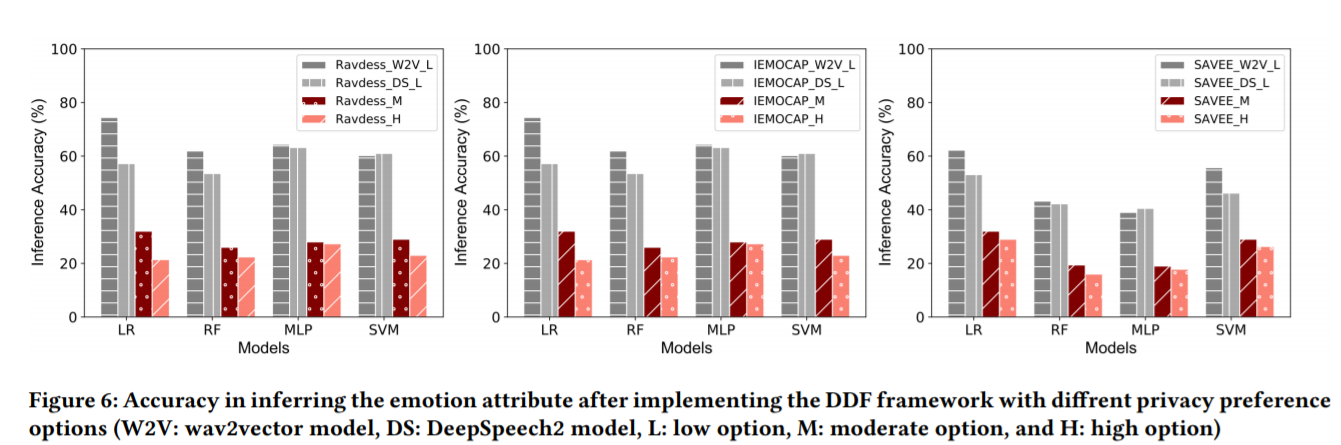 100
80
60
40
20
0
Inference Accuracy (%)
Ravdess_W2V_L
Ravdess_DS_L
Ravdess_M
Ravdess_H
LR RF MLP SVM
Models
100
80
60
40
20
0
Inference Accuracy (%)
IEMOCAP_W2V_L
IEMOCAP_DS_L
IEMOCAP_M
IEMOCAP_H
LR RF MLP SVM
Models
100
80
60
40
20
0
Inference Accuracy (%)
SAVEE_W2V_L
SAVEE_DS_L
SAVEE_M
SAVEE_H
LR RF MLP SVM
Models
Figure 6: Accuracy in inferring the emotion attribute after implementing the DDF framework with diffrent privacy preference
options (W2V: wav2vector model, DS: DeepSpeech2 model, L: low option, M: moderate option, and H: high option)